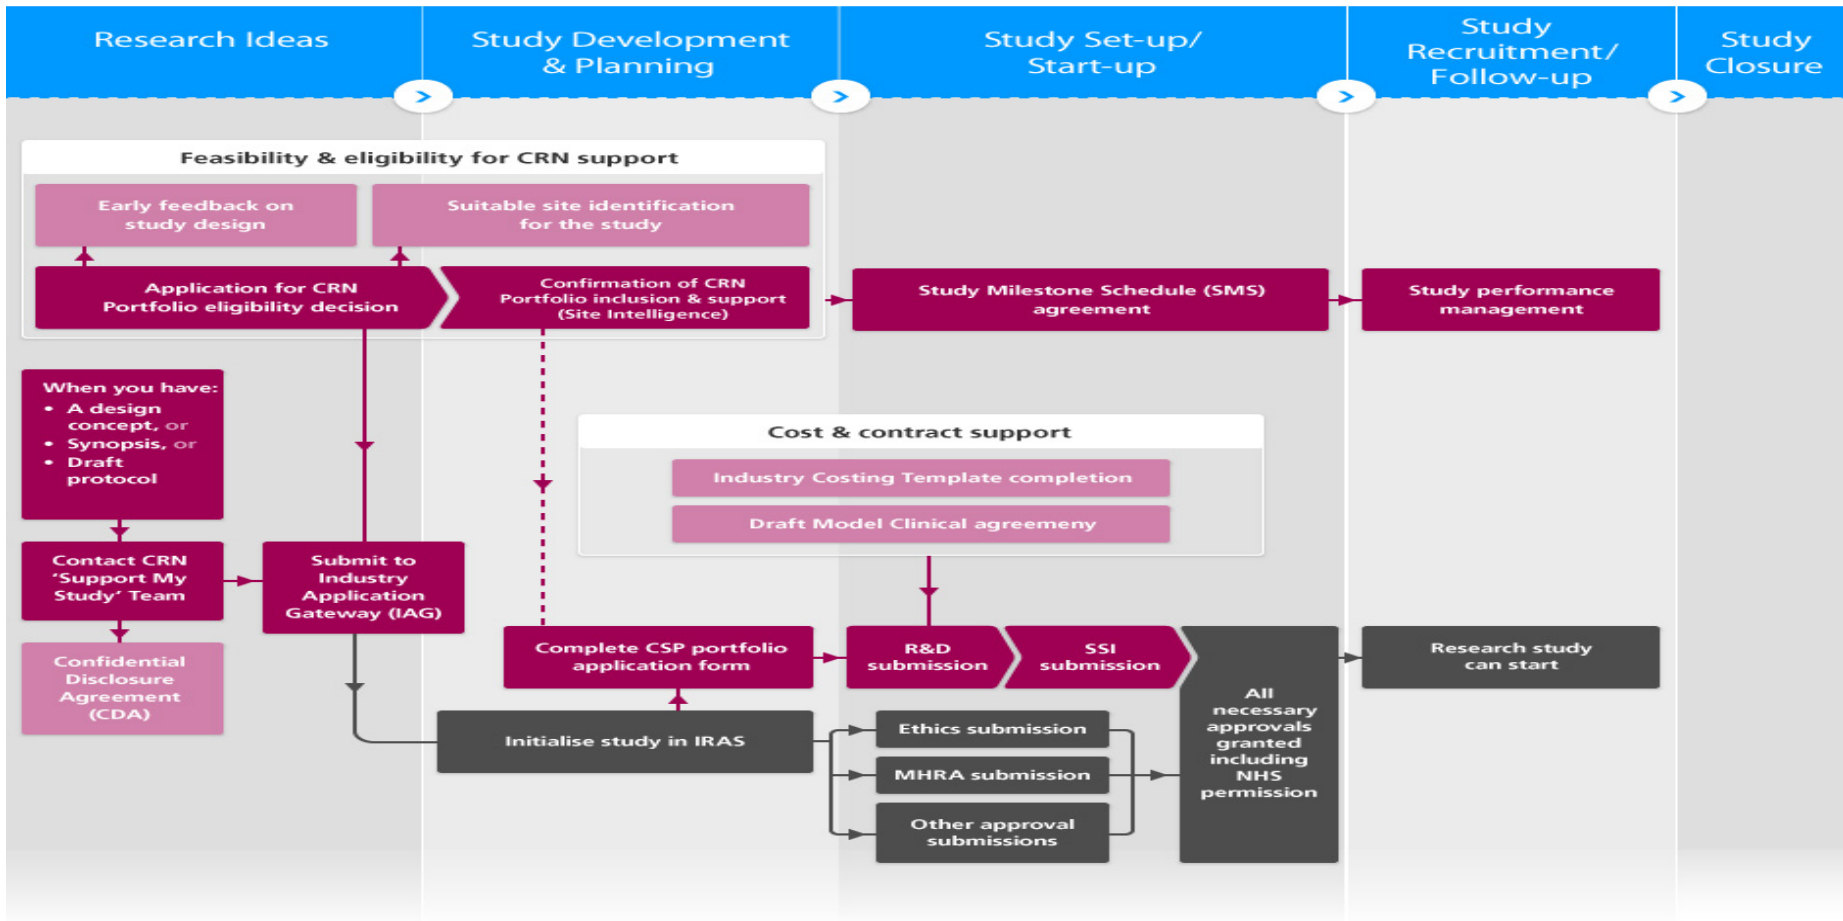 Research Ideas
Study Development
& Planning
Study Set-up/
Start-up
Study
Recruitment/
Follow-up
Study
Closure
Feasibility & eligibility for CRN support
Early feedback on
study design
Suitable site identification
for the study
Application for CRN
Portfolio eligibility decision
Confirmation of CRN
Portfolio inclusion & support
(Site Intelligence)
Study Milestone Schedule (SMS)
agreement
Study performance
management
When you have:
• A design
concept, or
• Synopsis, or
• Draft
protocol
Cost & contract support
Industry Costing Template completion
Draft Model Clinical agreemeny
Contact CRN
‘Support My
Study’ Team
Submit to
Industry
Application
Gateway (IAG)
Confidential
Disclosure
Agreement
(CDA)
Complete CSP portfolio
application form
R&D
submission
SSI
submission
All
necessary
approvals
granted
including
NHS
permission
Research study
can start
Initialise study in IRAS
Ethics submission
MHRA submission
Other approval
submissions